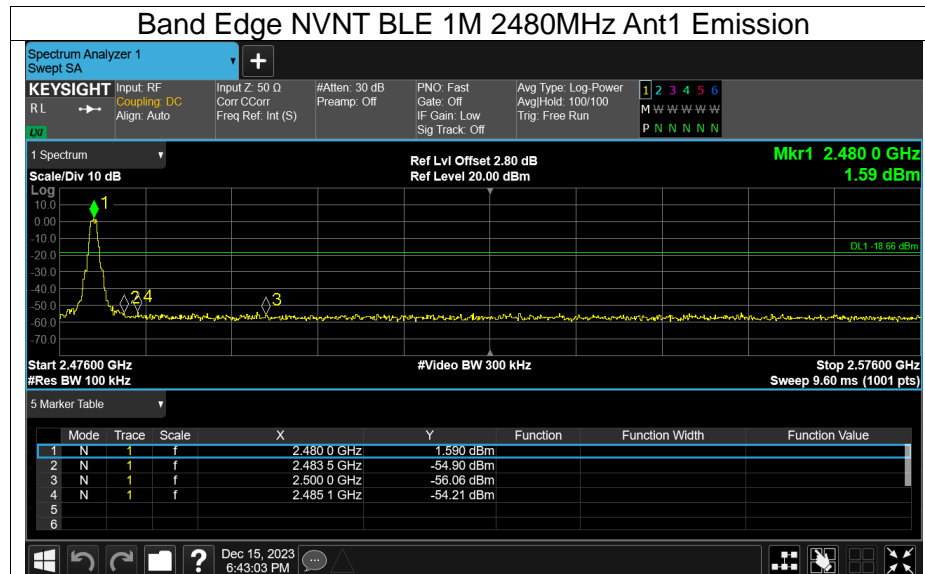 Band Edge NVNT BLE 1M 2480MHz Ant1 Emission
Spectrum Analyzer 1
Swept SA
+
KEYSIGHT Input: RF Input Z: 50 Ω #Atten: 30 dB PNO: Fast Avg Type: Log-Power 1 2 3 4 5 6
RL Coupling: DC Corr CCorr Preamp: Off Gate: Off Avg|Hold: 100/100 M W W W W W
Align: Auto Freq Ref: Int (S) IF Gain: Low Trig: Free Run
LXI Sig Track: Off P N N N N N
1 Spectrum Ref Lvl Offset 2.80 dB Mkr1 2.480 0 GHz
Scale/Div 10 dB Ref Level 20.00 dBm 1.59 dBm
Log
10.0 1
0.00
-10.0
DL1 -18.66 dBm
-20.0
-30.0
-40.0
2 4 3
-50.0
-60.0
-70.0
Start 2.47600 GHz #Video BW 300 kHz Stop 2.57600 GHz
#Res BW 100 kHz Sweep 9.60 ms (1001 pts)
5 Marker Table
Mode Trace Scale X Y Function Function Width Function Value
1 N 1 f 2.480 0 GHz 1.590 dBm
2 N 1 f 2.483 5 GHz -54.90 dBm
3 N 1 f 2.500 0 GHz -56.06 dBm
4 N 1 f 2.485 1 GHz -54.21 dBm
5
6
? Dec 15, 2023
6:43:03 PM